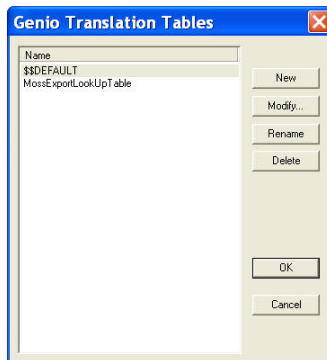 Genio Translation Tables
Name
$$DEFAULT
MossExportLookUpTable
New
Modify...
Rename
Delete
OK
Cancel